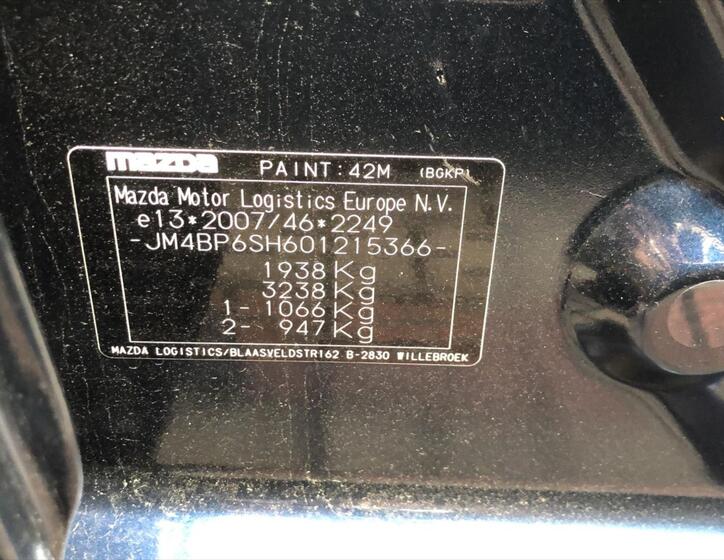 mazda PAINT: 42M (BGKP)
Mazda Motor Logistics Europe N.V.
e13*2007/46*2249
-JM4BP6SH601215366-
1938 Kg
3238 Kg
1- 1066 Kg
2- 947 Kg
MAZDA LOGISTICS/BLAASVELDSTR162 B-2830 WILLEBROEK